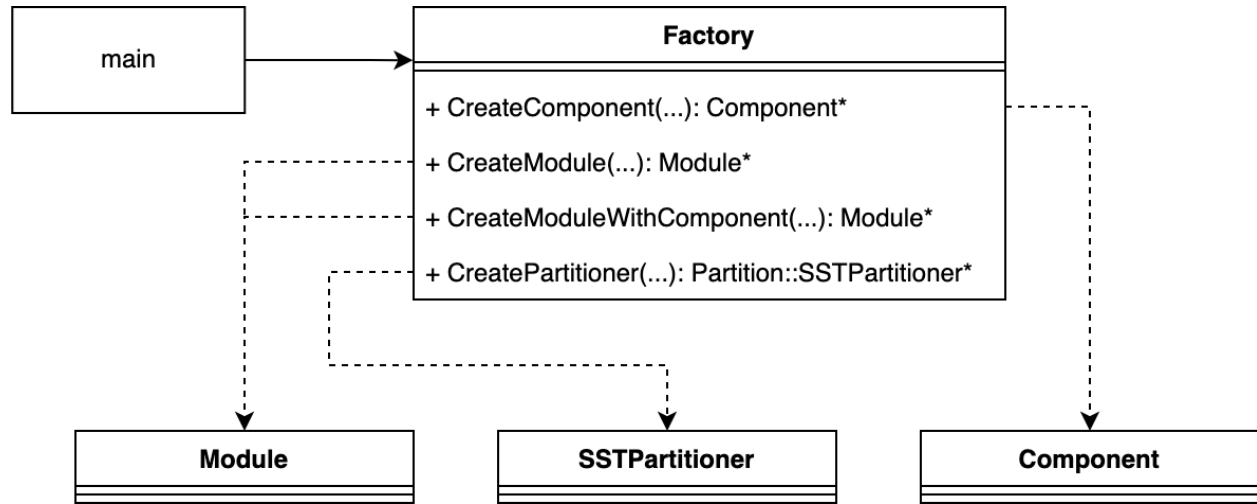 main
Factory
+ CreateComponent(...): Component*
+ CreateModule(...): Module*
+ CreateModuleWithComponent(...): Module*
+ CreatePartitioner(...): Partition::SSTPartitioner*
Module
SSTPartitioner
Component